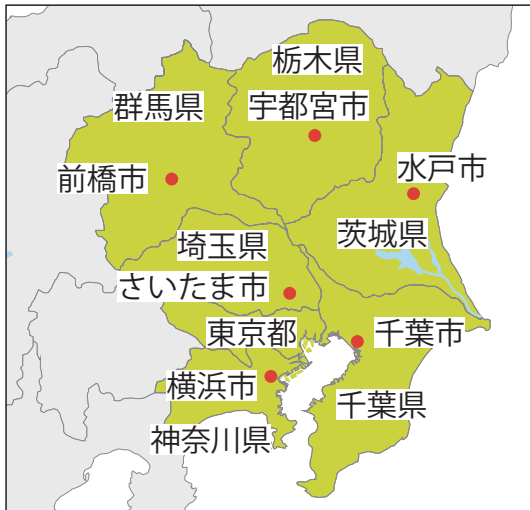 栃木県
群馬県
宇都宮市
水戸市
前橋市
茨城県
埼玉県
さいたま市
東京都
千葉市
横浜市
千葉県
神奈川県